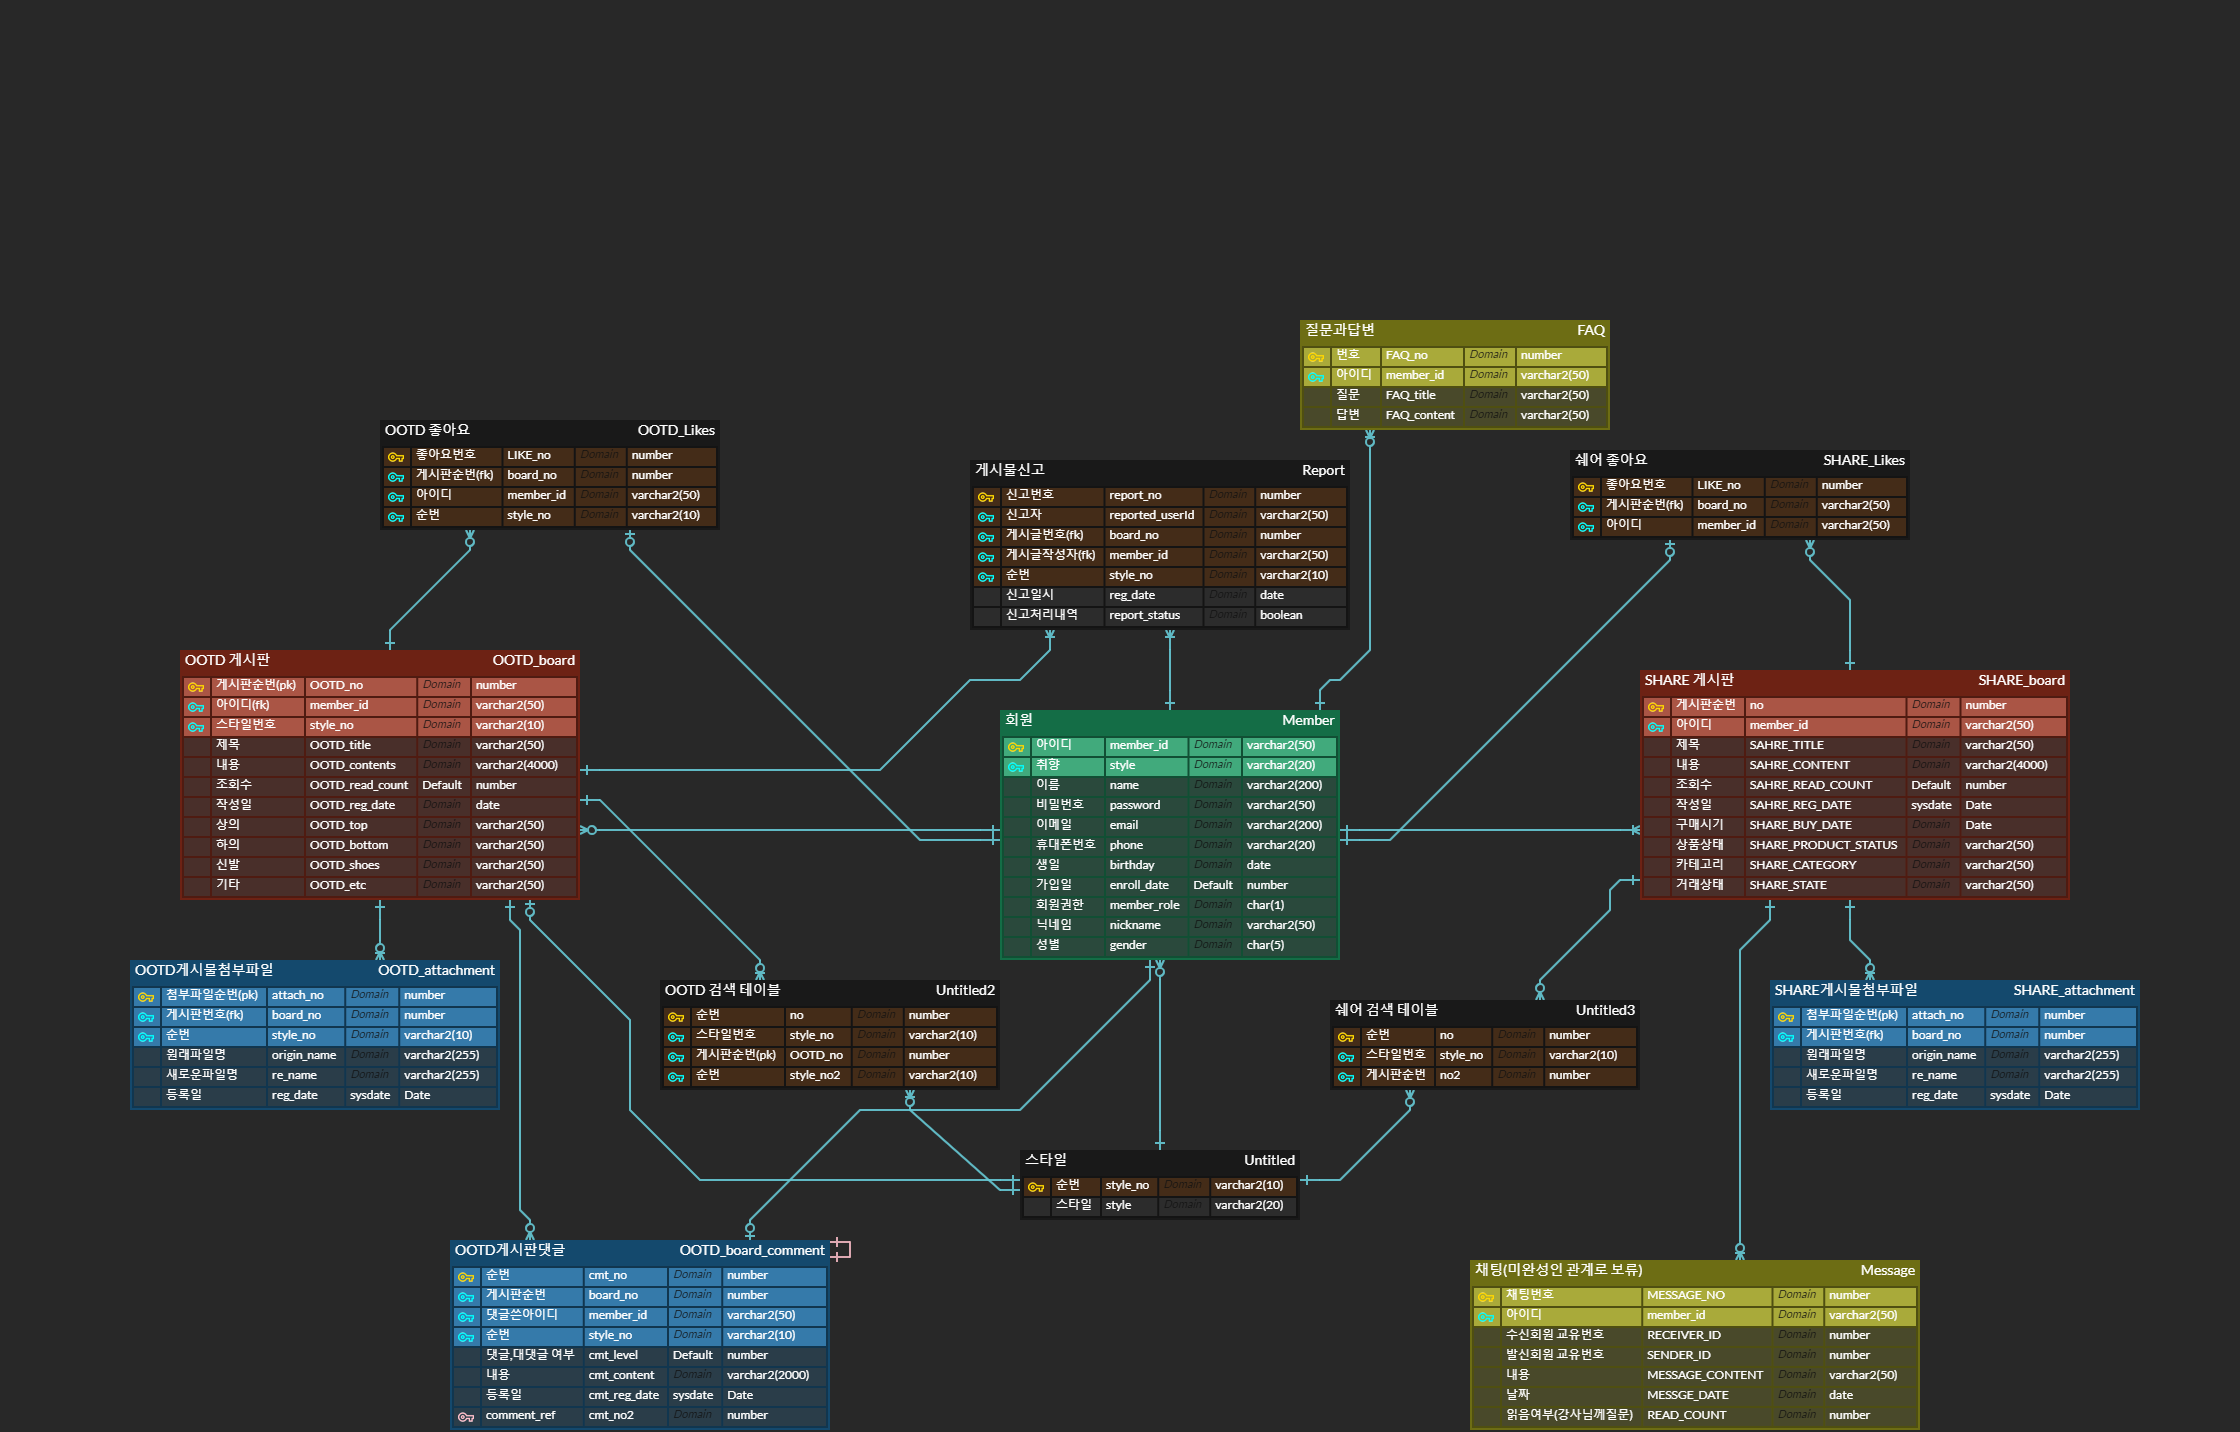 질문과답변 FAQ
번호 FAQ_no Domain number
아이디 member_id Domain varchar2(50)
질문 FAQ_title Domain varchar2(50)
답변 FAQ_content Domain varchar2(50)
OOTD 좋아요 OOTD_Likes
좋아요번호 LIKE_no Domain number
게시판순번(fk) board_no Domain number
아이디 member_id Domain varchar2(50)
순번 style_no Domain varchar2(10)
게시물신고 Report
신고번호 report_no Domain number
신고자 reported_userId Domain varchar2(50)
게시글번호(fk) board_no Domain number
게시글작성자(fk) member_id Domain varchar2(50)
순번 style_no Domain varchar2(10)
신고일시 reg_date Domain date
신고처리내역 report_status Domain boolean
쉐어 좋아요 SHARE_Likes
좋아요번호 LIKE_no Domain number
게시판순번(fk) board_no Domain varchar2(50)
아이디 member_id Domain varchar2(50)
OOTD 게시판 OOTD_board
게시판순번(pk) OOTD_no Domain number
아이디(fk) member_id Domain varchar2(50)
스타일번호 style_no Domain varchar2(10)
제목 OOTD_title Domain varchar2(50)
내용 OOTD_contents Domain varchar2(4000)
조회수 OOTD_read_count Default number
작성일 OOTD_reg_date Domain date
상의 OOTD_top Domain varchar2(50)
하의 OOTD_bottom Domain varchar2(50)
신발 OOTD_shoes Domain varchar2(50)
기타 OOTD_etc Domain varchar2(50)
회원 Member
아이디 member_id Domain varchar2(50)
취향 style Domain varchar2(20)
이름 name Domain varchar2(200)
비밀번호 password Domain varchar2(50)
이메일 email Domain varchar2(200)
휴대폰번호 phone Domain varchar2(20)
생일 birthday Domain date
가입일 enroll_date Default number
회원권한 member_role Domain char(1)
닉네임 nickname Domain varchar2(50)
성별 gender Domain char(5)
SHARE 게시판 SHARE_board
게시판순번 no Domain number
아이디 member_id Domain varchar2(50)
제목 SAHRE_TITLE Domain varchar2(50)
내용 SAHRE_CONTENT Domain varchar2(4000)
조회수 SAHRE_READ_COUNT Default number
작성일 SAHRE_REG_DATE sysdate Date
구매시기 SHARE_BUY_DATE Domain Date
상품상태 SHARE_PRODUCT_STATUS Domain varchar2(50)
카테고리 SHARE_CATEGORY Domain varchar2(50)
거래상태 SHARE_STATE Domain varchar2(50)
OOTD게시물첨부파일 OOTD_attachment
첨부파일순번(pk) attach_no Domain number
게시판번호(fk) board_no Domain number
순번 style_no Domain varchar2(10)
원래파일명 origin_name Domain varchar2(255)
새로운파일명 re_name Domain varchar2(255)
등록일 reg_date sysdate Date
OOTD 검색 테이블 Untitled2
순번 no Domain number
스타일번호 style_no Domain varchar2(10)
게시판순번(pk) OOTD_no Domain number
순번 style_no2 Domain varchar2(10)
쉐어 검색 테이블 Untitled3
순번 no Domain number
스타일번호 style_no Domain varchar2(10)
게시판순번 no2 Domain number
SHARE게시물첨부파일 SHARE_attachment
첨부파일순번(pk) attach_no Domain number
게시판번호(fk) board_no Domain number
원래파일명 origin_name Domain varchar2(255)
새로운파일명 re_name Domain varchar2(255)
등록일 reg_date sysdate Date
스타일 Untitled
순번 style_no Domain varchar2(10)
스타일 style Domain varchar2(20)
OOTD게시판댓글 OOTD_board_comment
순번 cmt_no Domain number
게시판순번 board_no Domain number
댓글쓴아이디 member_id Domain varchar2(50)
순번 style_no Domain varchar2(10)
댓글,대댓글 여부 cmt_level Default number
내용 cmt_content Domain varchar2(2000)
등록일 cmt_reg_date sysdate Date
comment_ref cmt_no2 Domain number
채팅(미완성인 관계로 보류) Message
채팅번호 MESSAGE_NO Domain number
아이디 member_id Domain varchar2(50)
수신회원 교유번호 RECEIVER_ID Domain number
발신회원 교유번호 SENDER_ID Domain number
내용 MESSAGE_CONTENT Domain varchar2(50)
날짜 MESSGE_DATE Domain date
읽음여부(강사님께질문) READ_COUNT Domain number